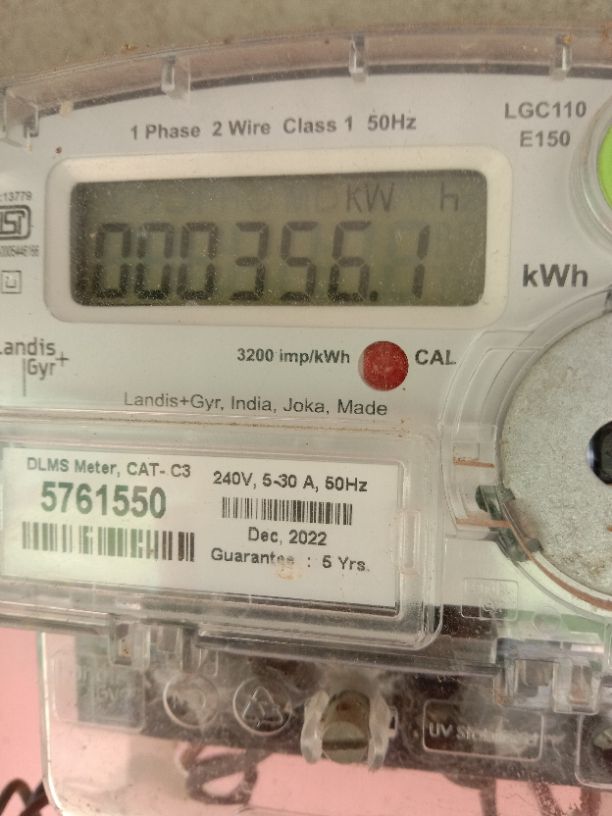 LGC110
E150
1 Phase 2 Wire Class 1 50Hz
:13779
ISI
kW h
000356.1
kWh
Landis
Gyr+
3200 imp/kWh CAL
Landis+Gyr, India, Joka, Made
DLMS Meter, CAT- C3
5761550
240V, 5-30 A, 50Hz
Dec, 2022
Guarantee : 5 Yrs.